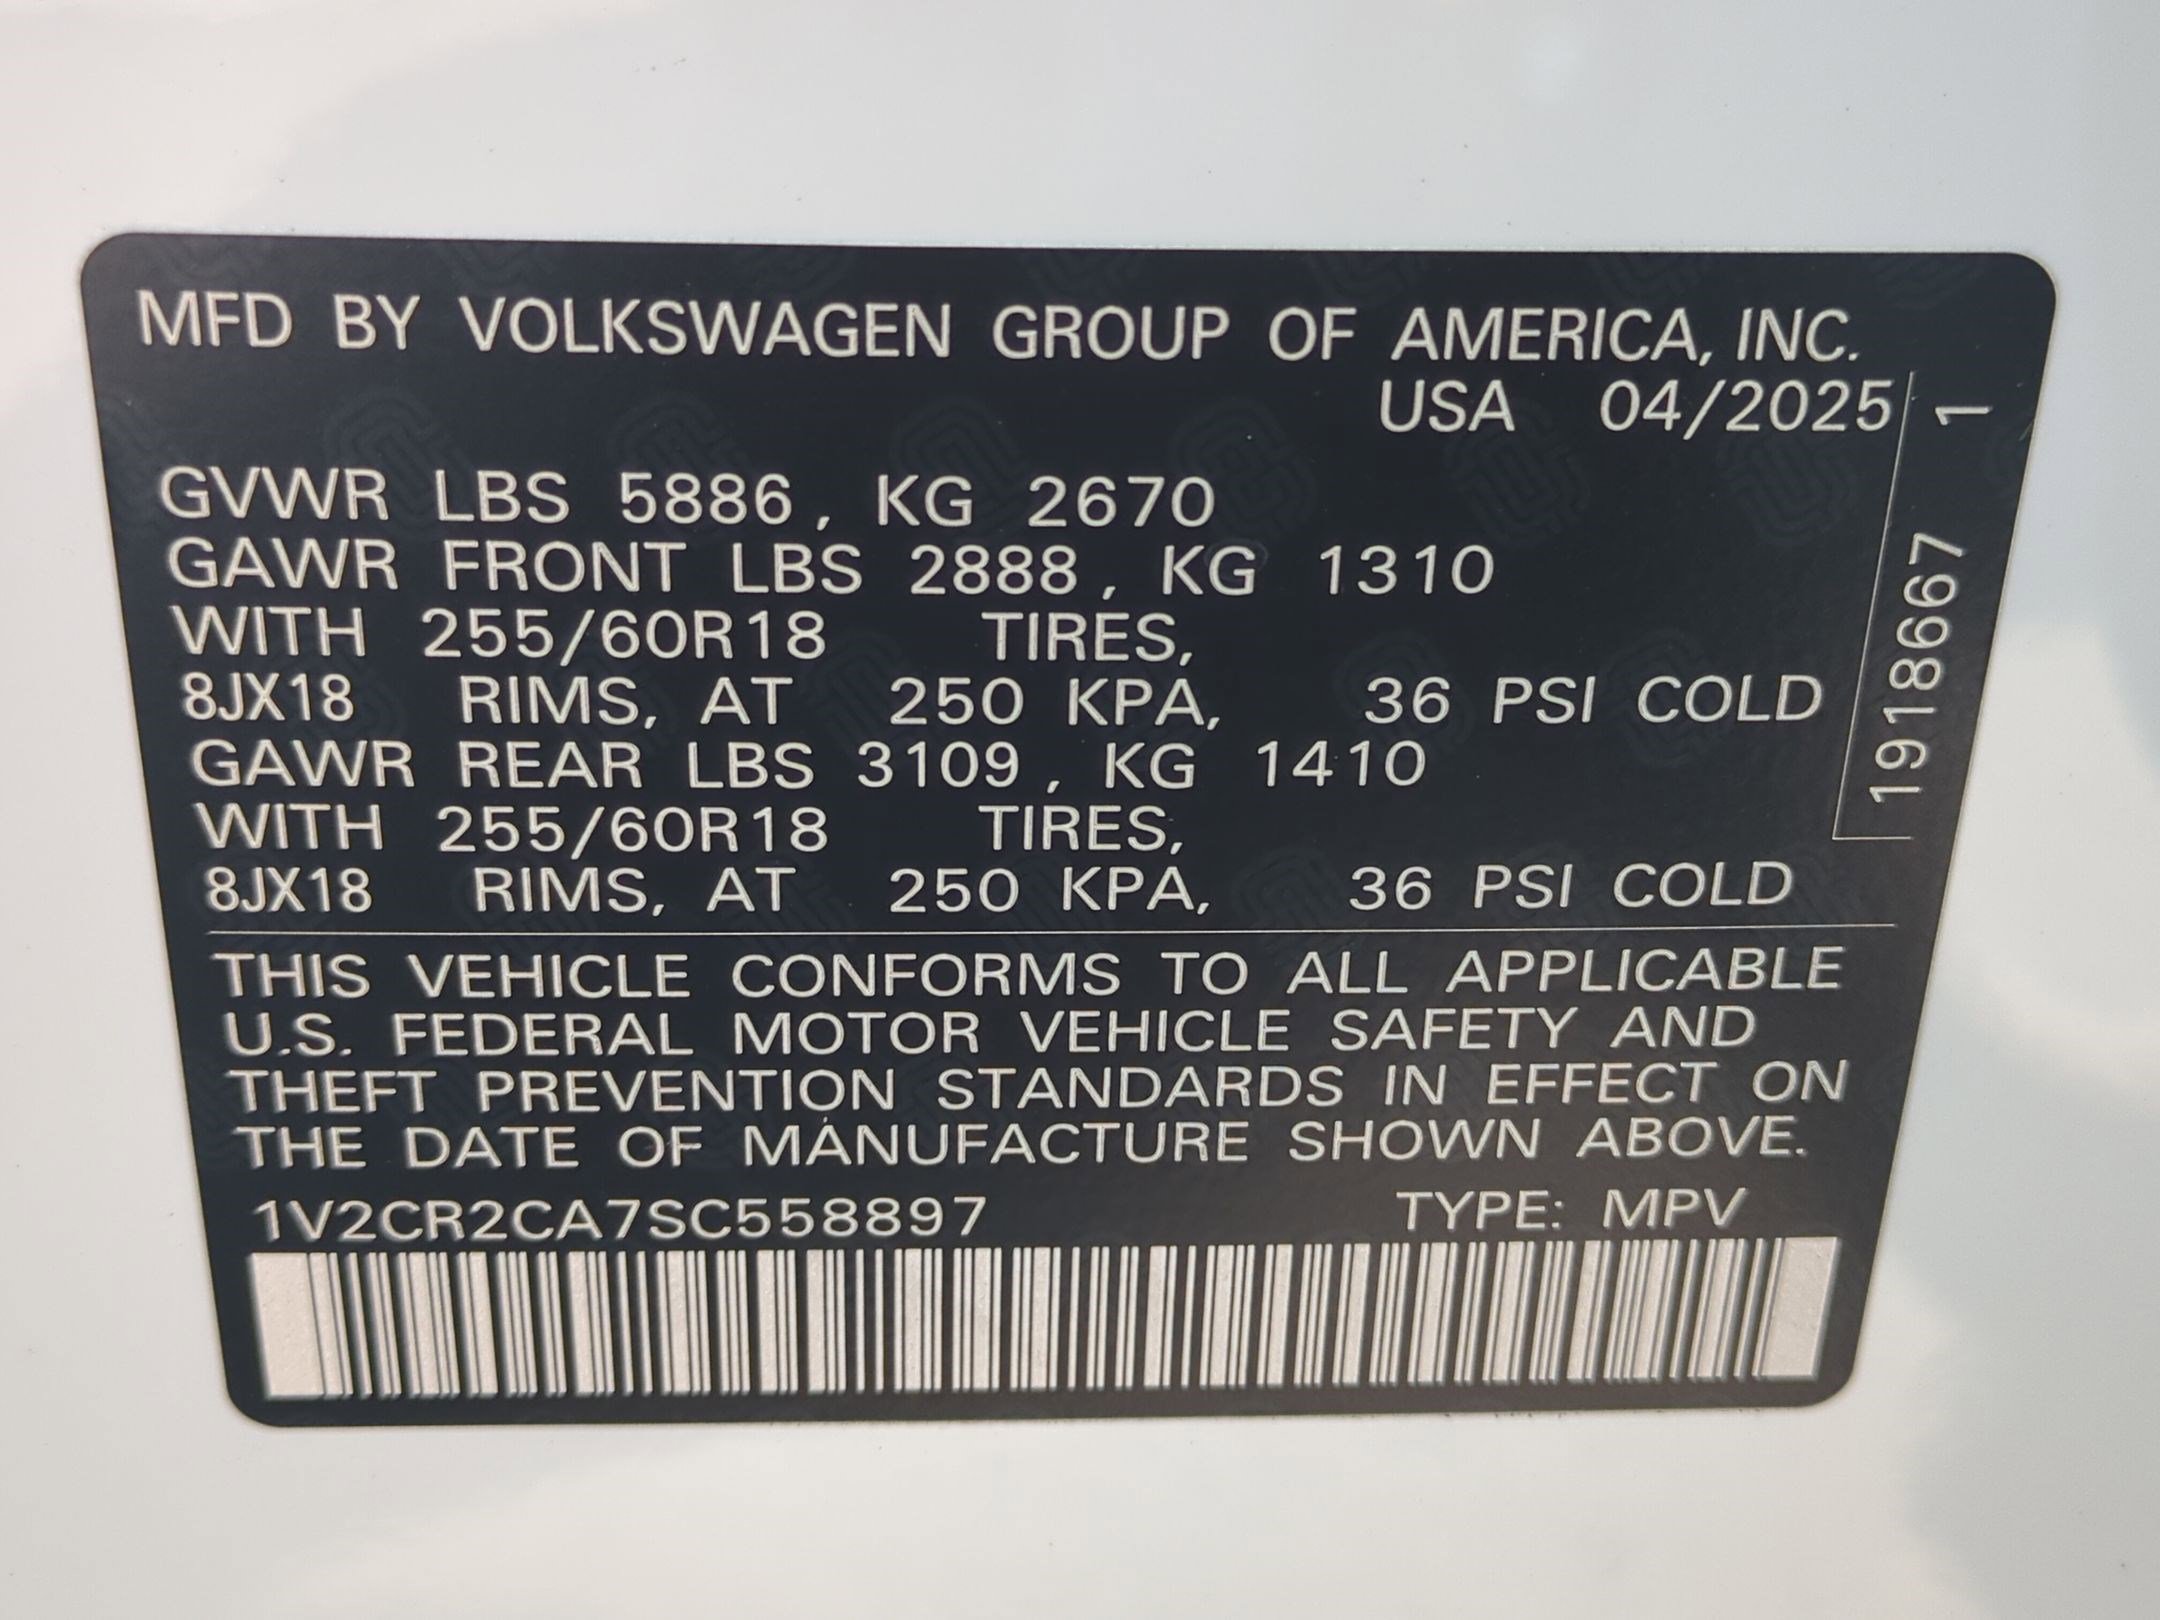 MFD BY VOLKSWAGEN GROUP OF AMERICA, INC.
USA 04/2025
GVWR LBS 5886, KG 2670
GAWR FRONT LBS 2888, KG 1310
WITH 255/60R18 TIRES,
8JX18 RIMS, AT 250 KPA, 36 PSI COLD
GAWR REAR LBS 3109, KG 1410
WITH 255/60R18 TIRES,
8JX18 RIMS, AT 250 KPA, 36 PSI COLD
1918667 1
THIS VEHICLE CONFORMS TO ALL APPLICABLE
U.S. FEDERAL MOTOR VEHICLE SAFETY AND
THEFT PREVENTION STANDARDS IN EFFECT ON
THE DATE OF MANUFACTURE SHOWN ABOVE.
1V2CR2CA7SC558897 TYPE: MPV